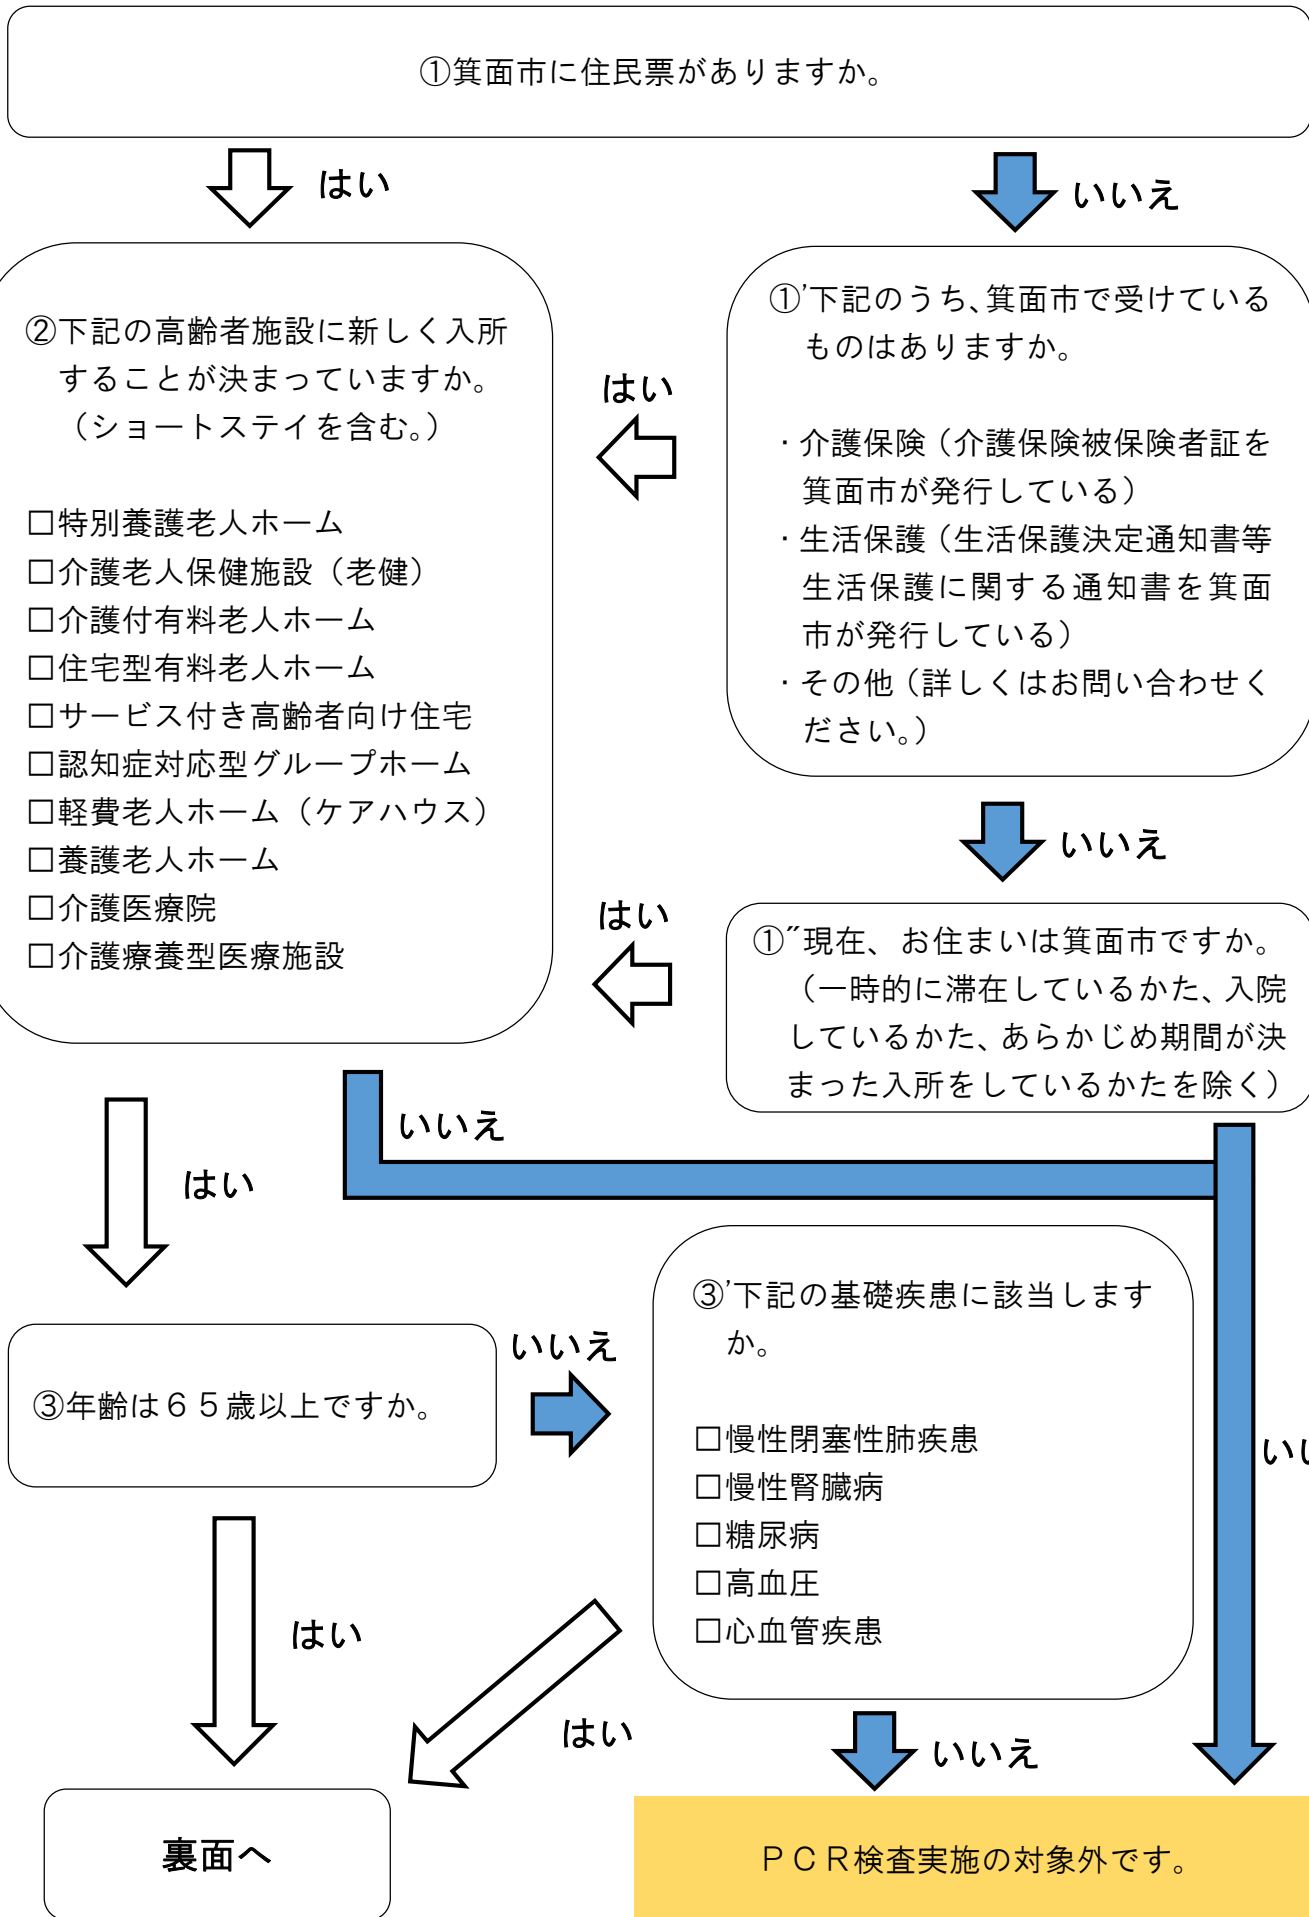 ①箕面市に住民票がありますか。
はい
いいえ
②下記の高齢者施設に新しく入所
することが決まっていますか。
（ショートステイを含む。）
□特別養護老人ホーム
□介護老人保健施設（老健）
□介護付有料老人ホーム
□住宅型有料老人ホーム
□サービス付き高齢者向け住宅
□認知症対応型グループホーム
□軽費老人ホーム（ケアハウス）
□養護老人ホーム
□介護医療院
□介護療養型医療施設
はい
①’下記のうち、箕面市で受けている
ものはありますか。
・介護保険（介護保険被保険者証を
箕面市が発行している）
・生活保護（生活保護決定通知書等
生活保護に関する通知書を箕面
市が発行している）
・その他（詳しくはお問い合わせく
ださい。）
いいえ
はい
①”現在、お住まいは箕面市ですか。
（一時的に滞在しているかた、入院
しているかた、あらかじめ期間が決
まった入所をしているかたを除く）
いいえ
はい
③年齢は６５歳以上ですか。
いいえ
③’下記の基礎疾患に該当します
か。
□慢性閉塞性肺疾患
□慢性腎臓病
□糖尿病
□高血圧
□心血管疾患
いい
はい
はい
いいえ
裏面へ
ＰＣＲ検査実施の対象外です。